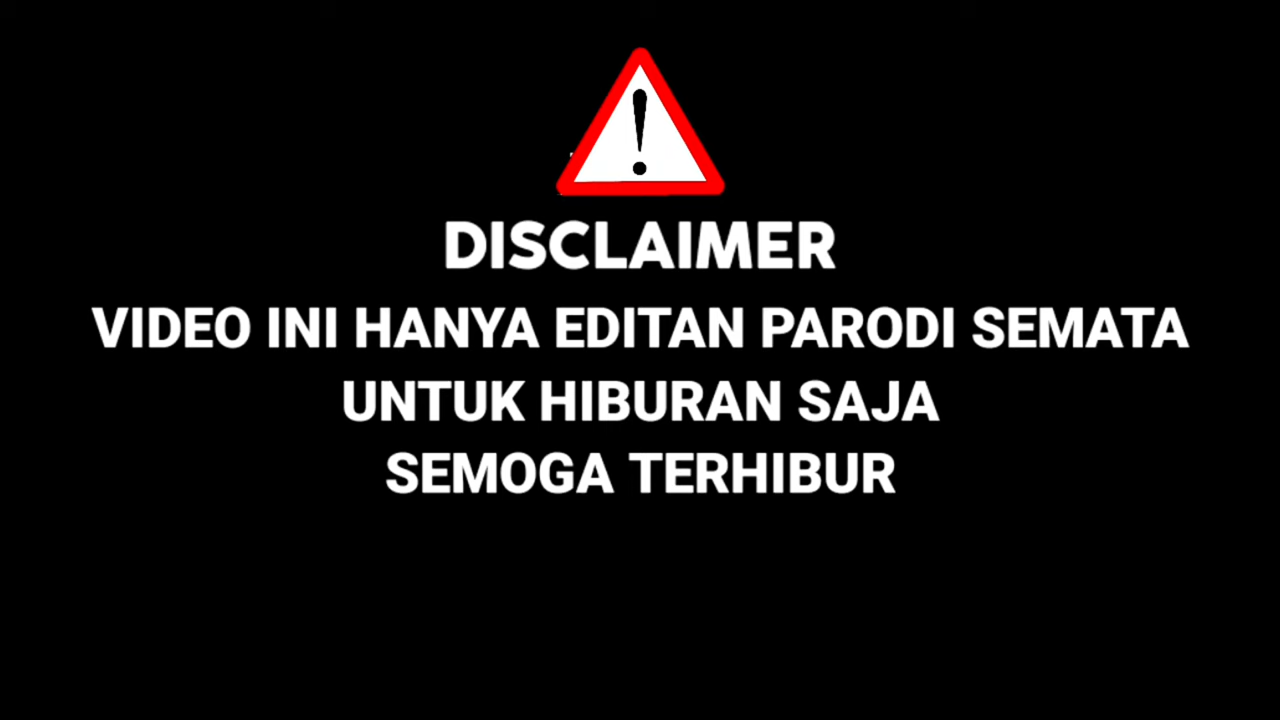 DISCLAIMER
VIDEO INI HANYA EDITAN PARODI SEMATA
UNTUK HIBURAN SAJA
SEMOGA TERHIBUR